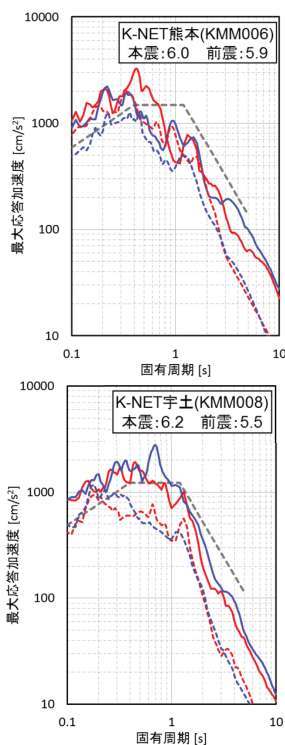 K-NET熊本(KMM006)
本震:6.0 前震:5.9
10000
1000
100
10
最大応答加速度 [cm/s²]
0.1 1 10
固有周期 [s]
K-NET宇土(KMM008)
本震:6.2 前震:5.5
10000
1000
100
10
最大応答加速度 [cm/s²]
0.1 1 10
固有周期 [s]